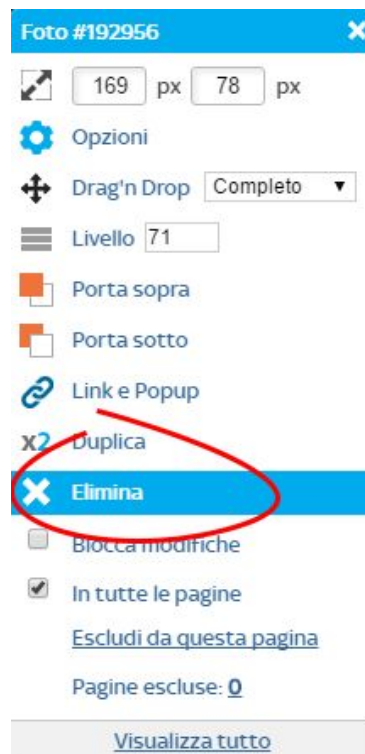 Foto #192956
169 px 78 px
Opzioni
Drag'n Drop Completo
Livello 71
Porta sopra
Porta sotto
Link e Popup
x2 Duplica
Elimina
Blocca modifiche
In tutte le pagine
Escludi da questa pagina
Pagine escluse: 0
Visualizza tutto